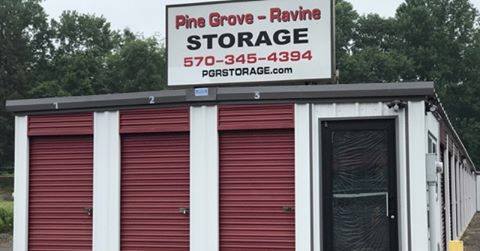 Pine Grove - Ravine
STORAGE
570-345-4394
PGRSTORAGE.com
1 2 3